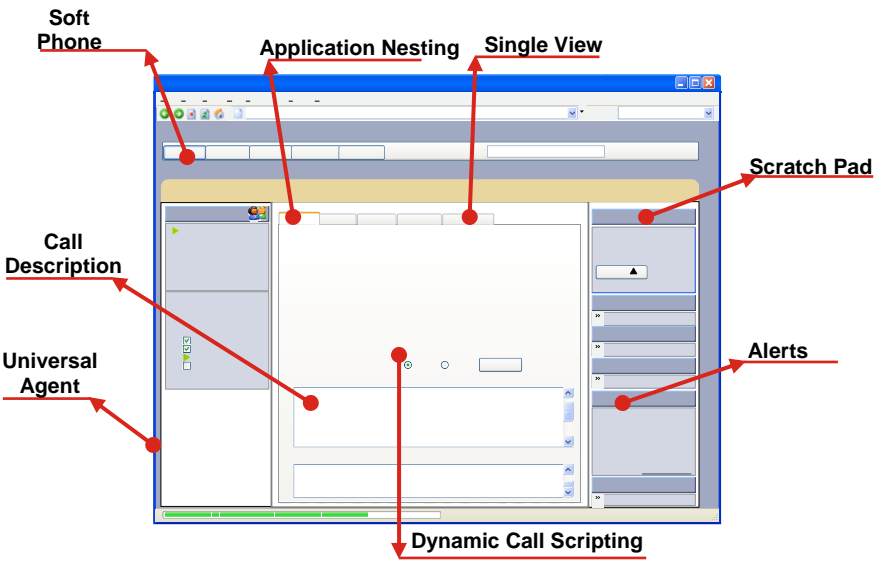 Soft
Phone
Application Nesting
Single View
Scratch Pad
Call
Description
Universal
Agent
Alerts
Dynamic Call Scripting